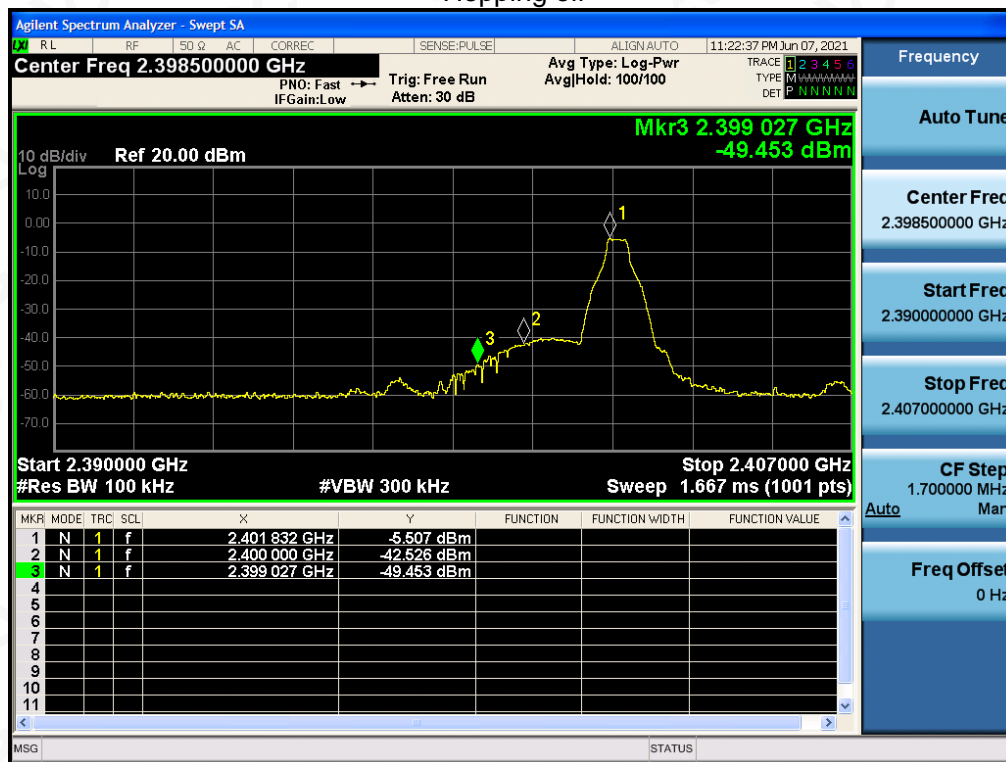 Agilent Spectrum Analyzer - Swept SA
LXI RL RF 50 Ω AC CORREC SENSE:PULSE ALIGN AUTO 11:22:37 PM Jun 07, 2021
Center Freq 2.398500000 GHz
PNO: Fast
IFGain:Low
Trig: Free Run
Atten: 30 dB
Avg Type: Log-Pwr
Avg|Hold: 100/100
TRACE 1 2 3 4 5 6
TYPE M
DET P N N N N N
Mkr3 2.399 027 GHz
-49.453 dBm
10 dB/div Ref 20.00 dBm
Log
10.0
0.00
-10.0
-20.0
-30.0
-40.0
-50.0
-60.0
-70.0
1
2
3
Start 2.390000 GHz Stop 2.407000 GHz
#Res BW 100 kHz #VBW 300 kHz Sweep 1.667 ms (1001 pts)
MKR MODE TRC SCL X Y FUNCTION FUNCTION WIDTH FUNCTION VALUE
1 N 1 f 2.401 832 GHz -5.507 dBm
2 N 1 f 2.400 000 GHz -42.526 dBm
3 N 1 f 2.399 027 GHz -49.453 dBm
4
5
6
7
8
9
10
11
MSG STATUS
Frequency
Auto Tune
Center Freq
2.398500000 GHz
Start Freq
2.390000000 GHz
Stop Freq
2.407000000 GHz
CF Step
1.700000 MHz
Auto Man
Freq Offset
0 Hz